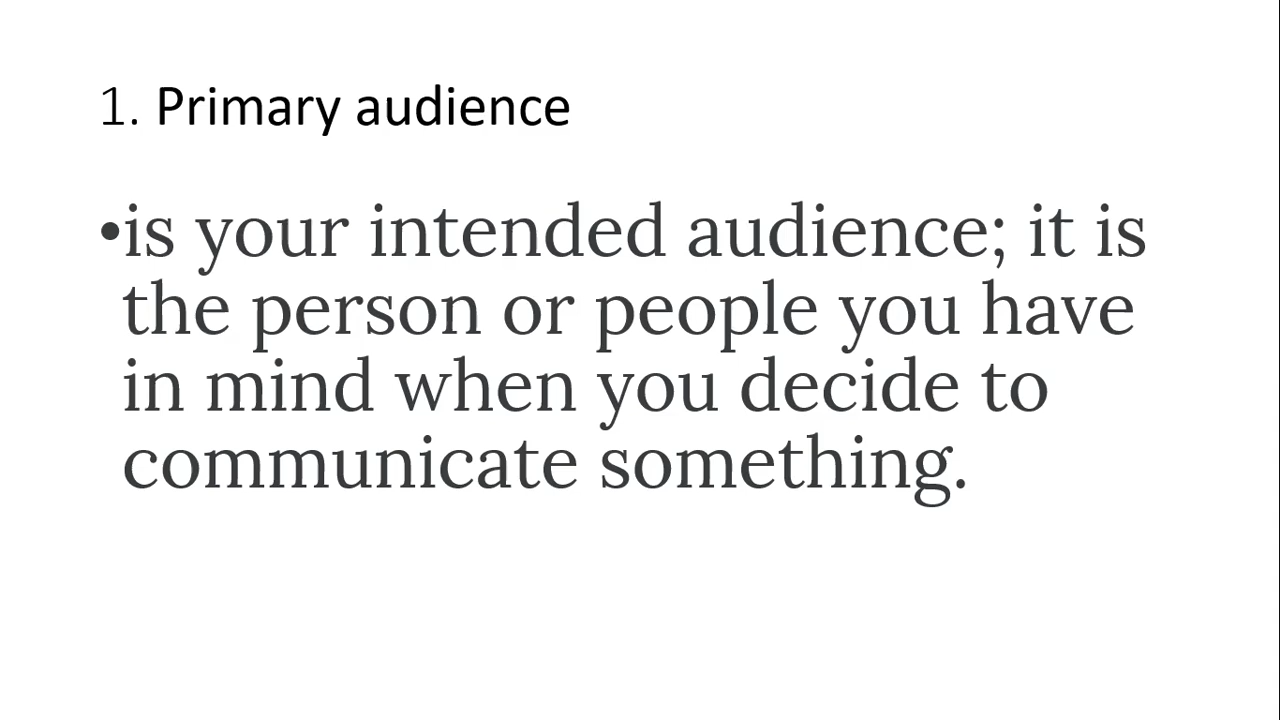 1. Primary audience
•is your intended audience; it is
the person or people you have
in mind when you decide to
communicate something.